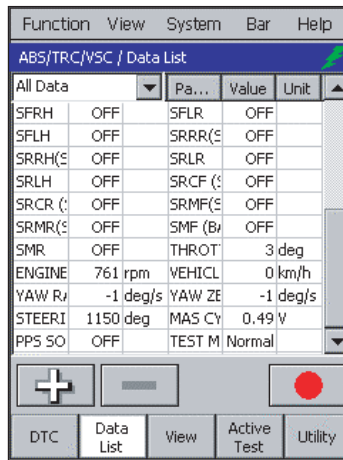 Function View System Bar Help
ABS/TRC/VSC / Data List
All Data Pa... Value Unit
SFRH OFF SFLR OFF
SFLH OFF SRRR(S OFF
SRRH(S OFF SRLR OFF
SRLH OFF SRCF (S OFF
SRCR (S OFF SRMF(S OFF
SRMR(S OFF SMF (BA OFF
SMR OFF THROT 3 deg
ENGINE 761 rpm VEHICL 0 km/h
YAW RA -1 deg/s YAW ZE -1 deg/s
STEERI 1150 deg MAS CY 0.49 V
PPS SO OFF TEST M Normal
DTC Data List View Active Test Utility